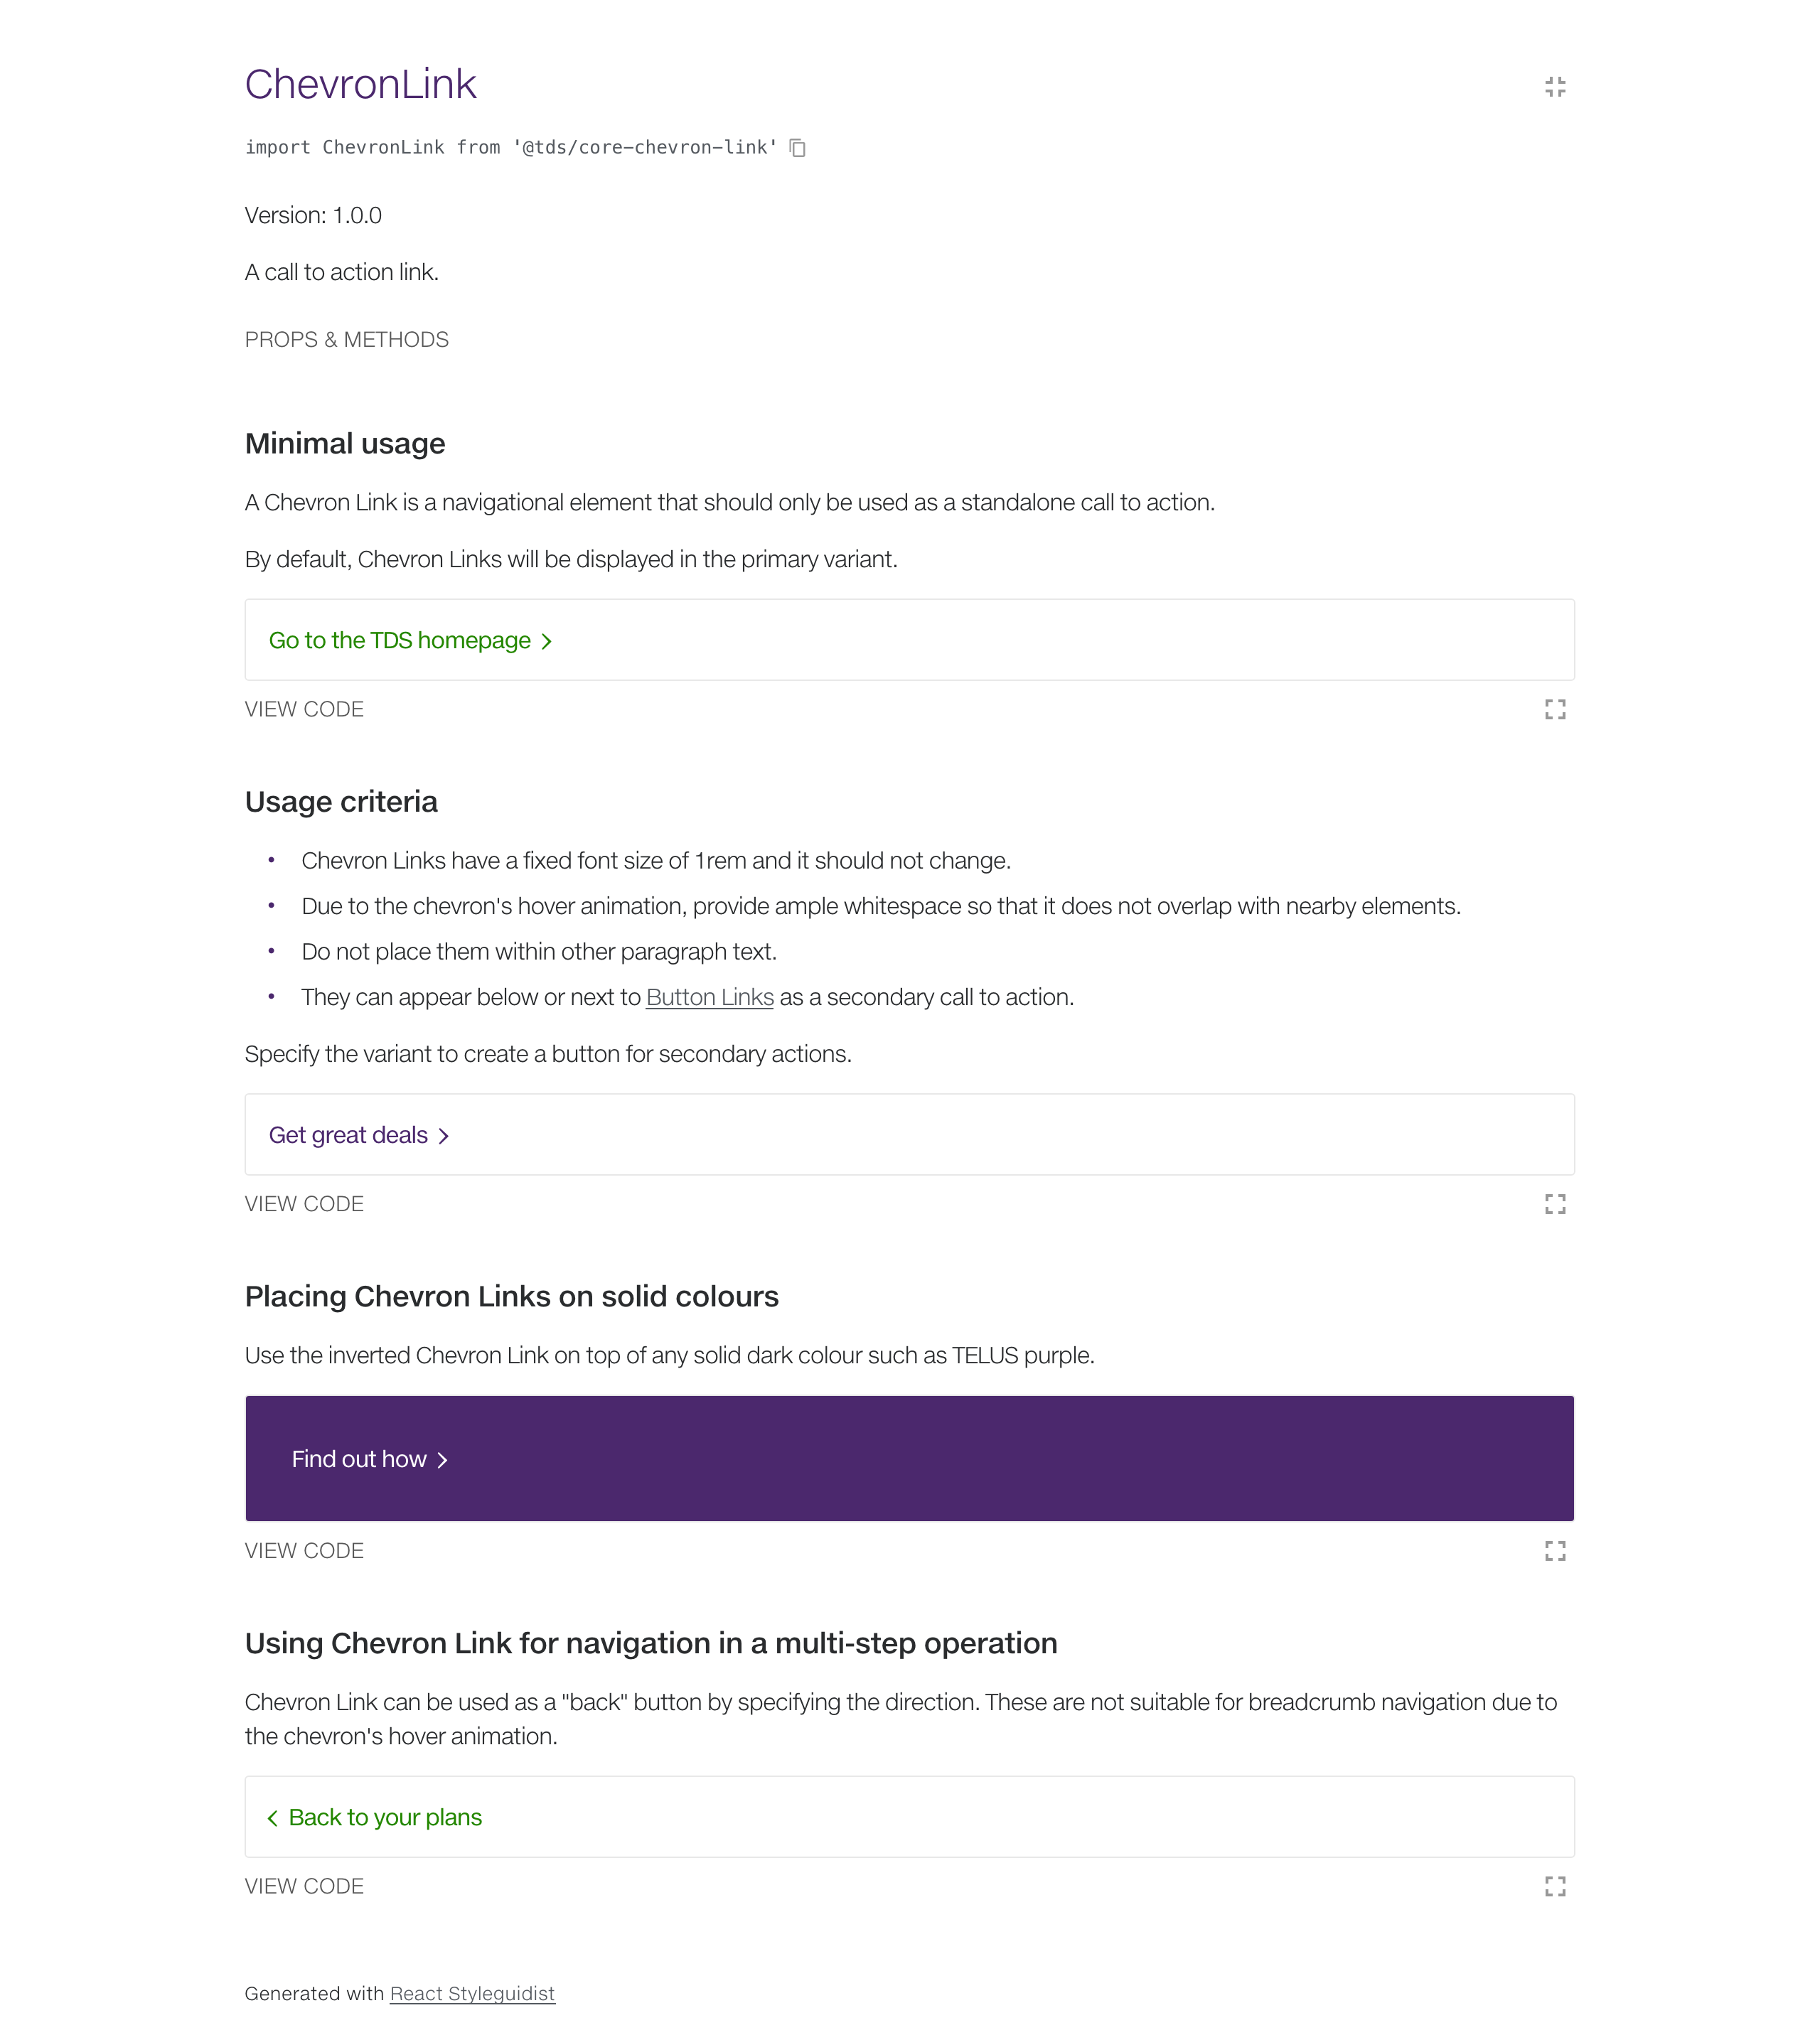 ChevronLink
import ChevronLink from '@tds/core-chevron-link'
Version: 1.0.0
A call to action link.
PROPS & METHODS
Minimal usage
A Chevron Link is a navigational element that should only be used as a standalone call to action.
By default, Chevron Links will be displayed in the primary variant.
Go to the TDS homepage
VIEW CODE
Usage criteria
• Chevron Links have a fixed font size of 1rem and it should not change.
• Due to the chevron's hover animation, provide ample whitespace so that it does not overlap with nearby elements.
• Do not place them within other paragraph text.
• They can appear below or next to Button Links as a secondary call to action.
Specify the variant to create a button for secondary actions.
Get great deals
VIEW CODE
Placing Chevron Links on solid colours
Use the inverted Chevron Link on top of any solid dark colour such as TELUS purple.
Find out how
VIEW CODE
Using Chevron Link for navigation in a multi-step operation
Chevron Link can be used as a "back" button by specifying the direction. These are not suitable for breadcrumb navigation due to
the chevron's hover animation.
Back to your plans
VIEW CODE
Generated with React Styleguidist